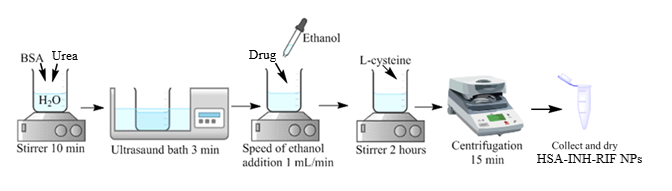 BSA Urea
H₂O
Stirrer 10 min
Ultrasaund bath 3 min
Drug
Ethanol
Speed of ethanol
addition 1 mL/min
L-cysteine
Stirrer 2 hours
Centrifugation
15 min
Collect and dry
HSA-INH-RIF NPs